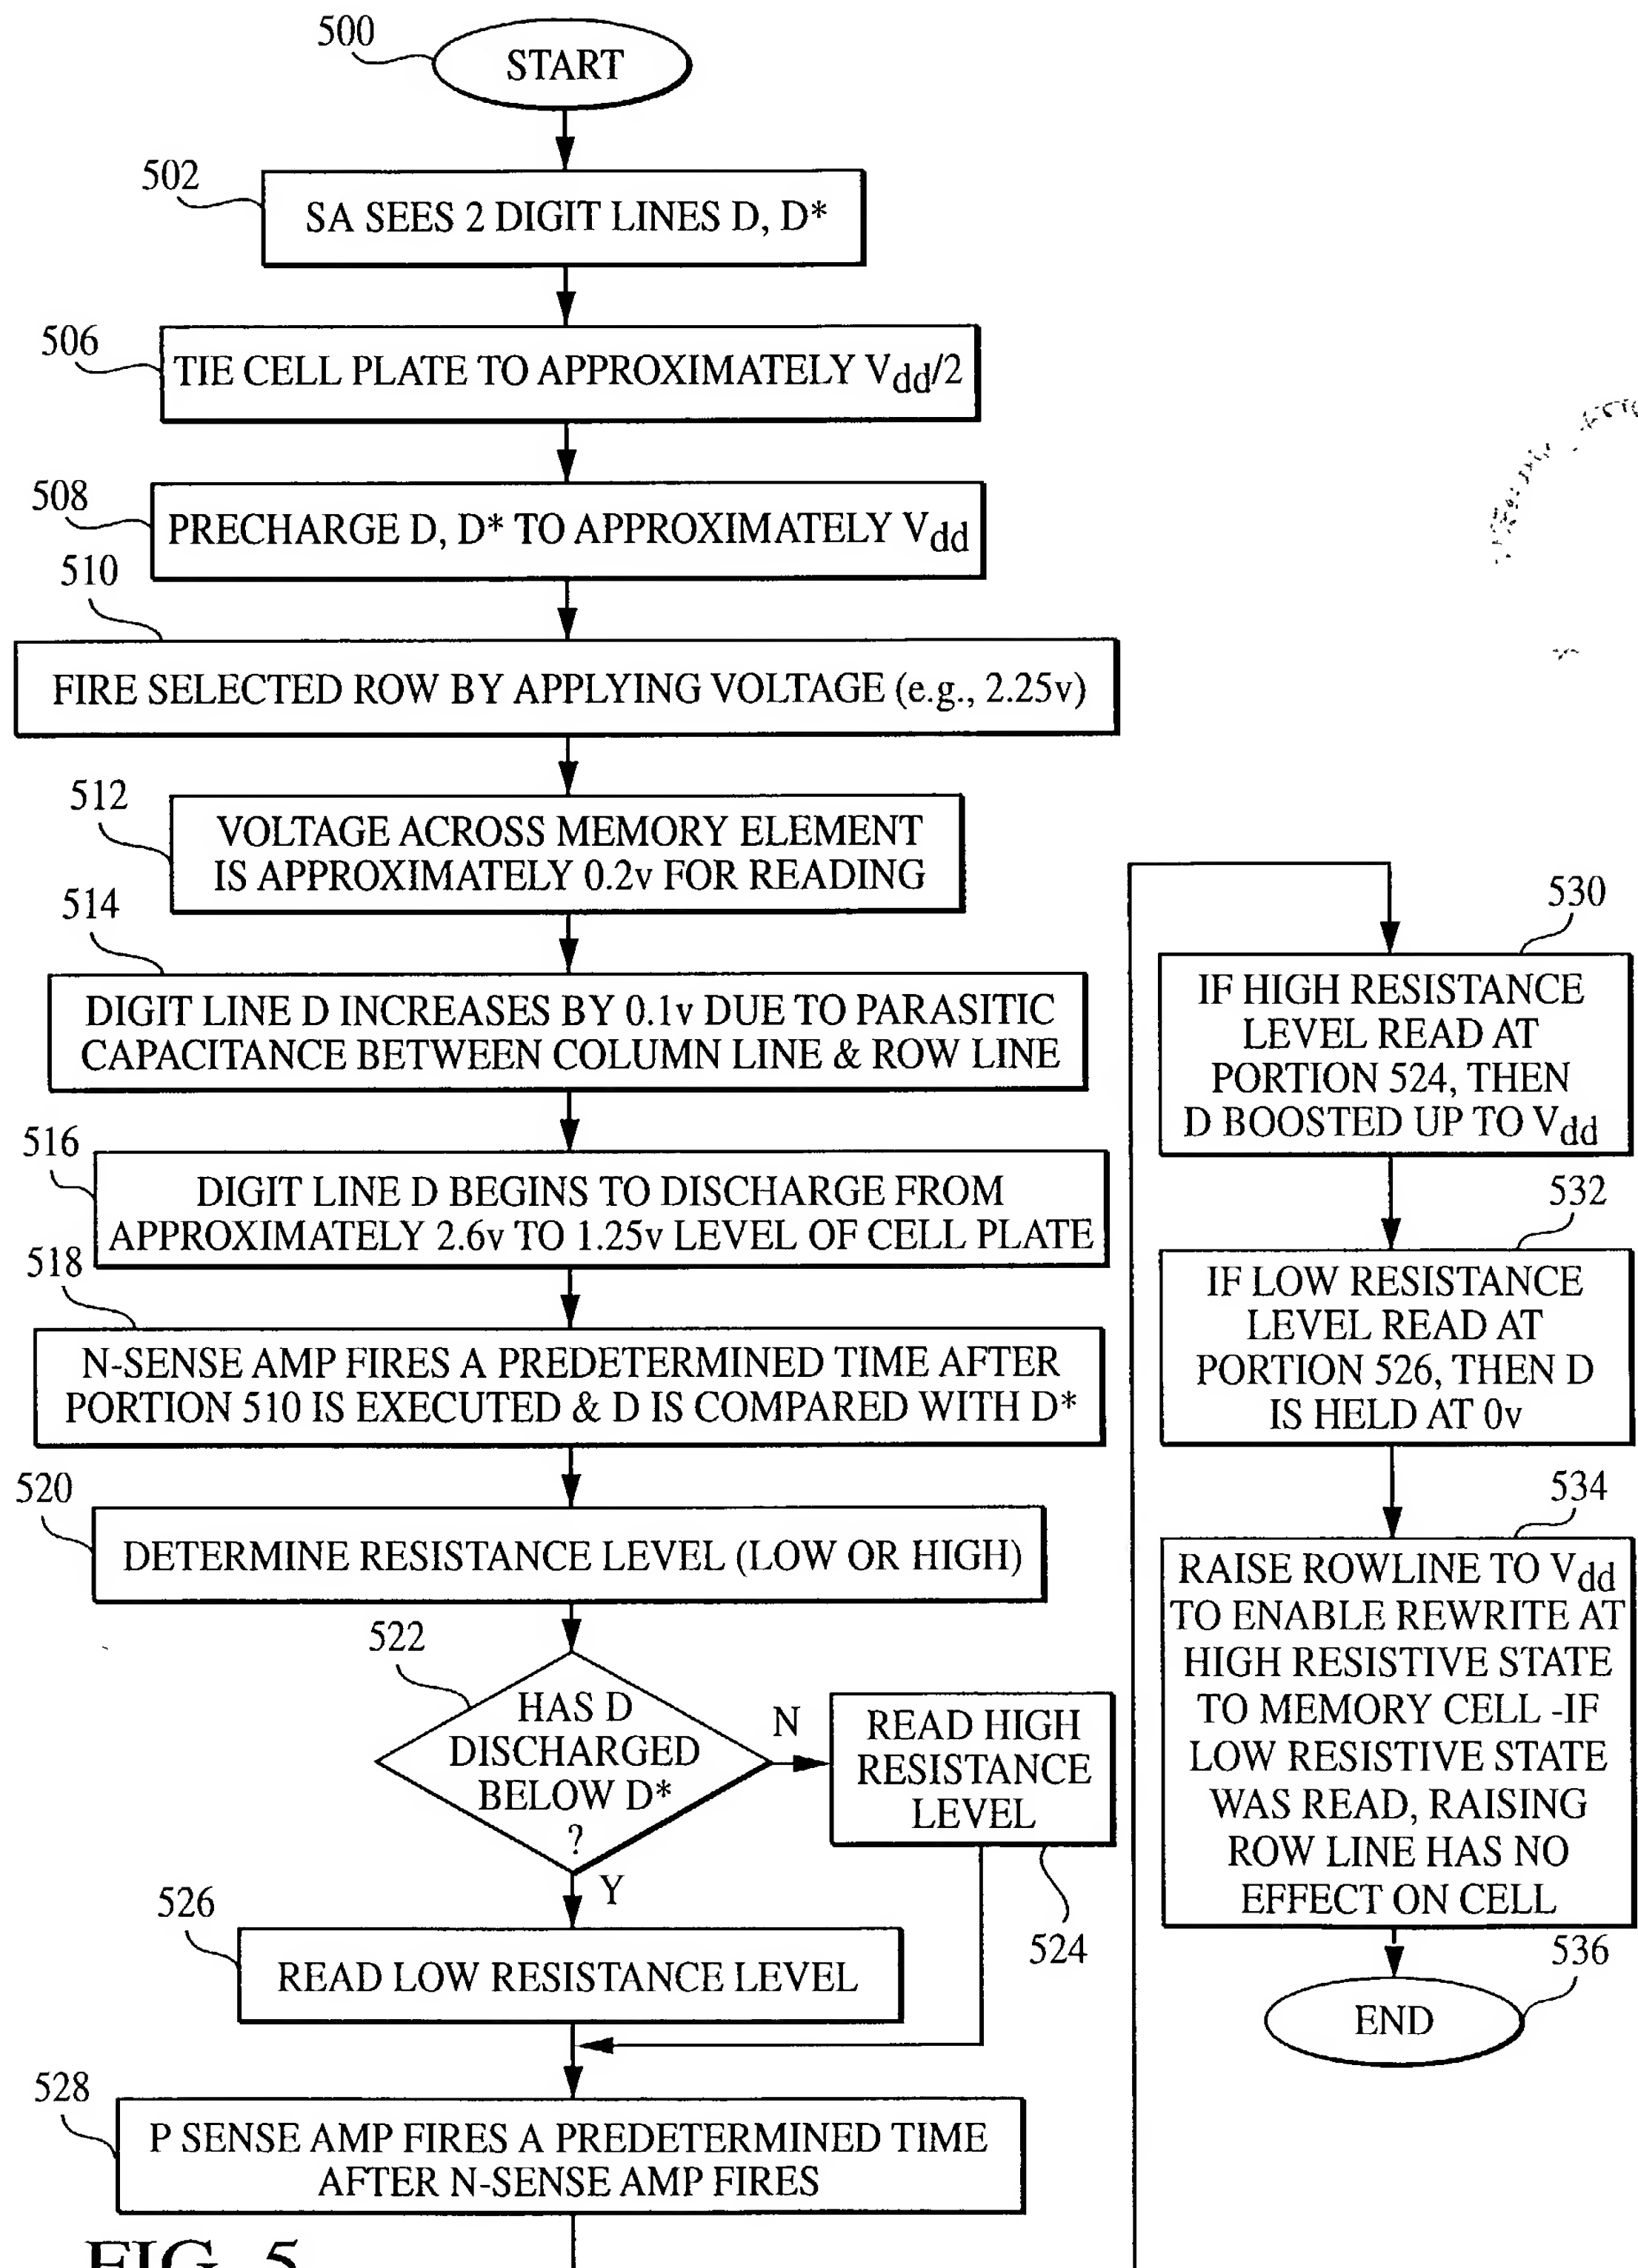 500
START
502
SA SEES 2 DIGIT LINES D, D*
506
TIE CELL PLATE TO APPROXIMATELY Vdd/2
508
PRECHARGE D, D* TO APPROXIMATELY Vdd
510
FIRE SELECTED ROW BY APPLYING VOLTAGE (e.g., 2.25v)
512
VOLTAGE ACROSS MEMORY ELEMENT
IS APPROXIMATELY 0.2v FOR READING
514
DIGIT LINE D INCREASES BY 0.1v DUE TO PARASITIC
CAPACITANCE BETWEEN COLUMN LINE & ROW LINE
516
DIGIT LINE D BEGINS TO DISCHARGE FROM
APPROXIMATELY 2.6v TO 1.25v LEVEL OF CELL PLATE
518
N-SENSE AMP FIRES A PREDETERMINED TIME AFTER
PORTION 510 IS EXECUTED & D IS COMPARED WITH D*
520
DETERMINE RESISTANCE LEVEL (LOW OR HIGH)
522
HAS D
DISCHARGED
BELOW D*
?
N
READ HIGH
RESISTANCE
LEVEL
524
Y
526
READ LOW RESISTANCE LEVEL
528
P SENSE AMP FIRES A PREDETERMINED TIME
AFTER N-SENSE AMP FIRES
530
IF HIGH RESISTANCE
LEVEL READ AT
PORTION 524, THEN
D BOOSTED UP TO Vdd
532
IF LOW RESISTANCE
LEVEL READ AT
PORTION 526, THEN D
IS HELD AT 0v
534
RAISE ROWLINE TO Vdd
TO ENABLE REWRITE AT
HIGH RESISTIVE STATE
TO MEMORY CELL -IF
LOW RESISTIVE STATE
WAS READ, RAISING
ROW LINE HAS NO
EFFECT ON CELL
536
END
FIG. 5